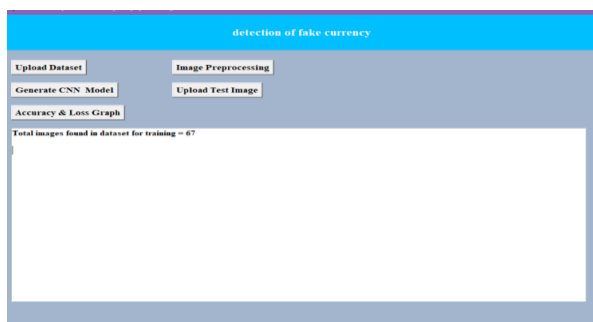 detection of fake currency
Upload Dataset
Image Preprocessing
Generate CNN Model
Upload Test Image
Accuracy & Loss Graph
Total images found in dataset for training = 67